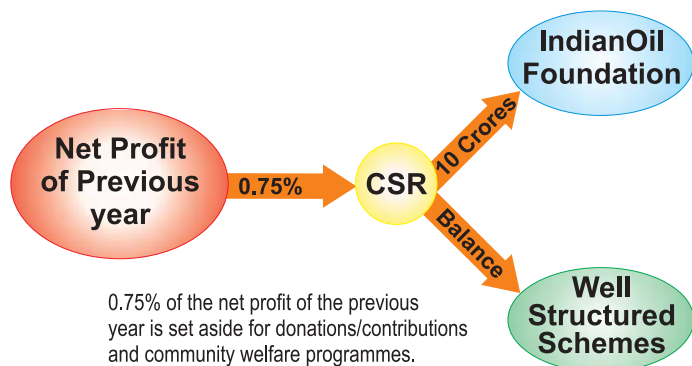 Net Profit
of Previous
year
0.75%
CSR
10 Crores
IndianOil
Foundation
Balance
Well
Structured
Schemes
0.75% of the net profit of the previous
year is set aside for donations/contributions
and community welfare programmes.